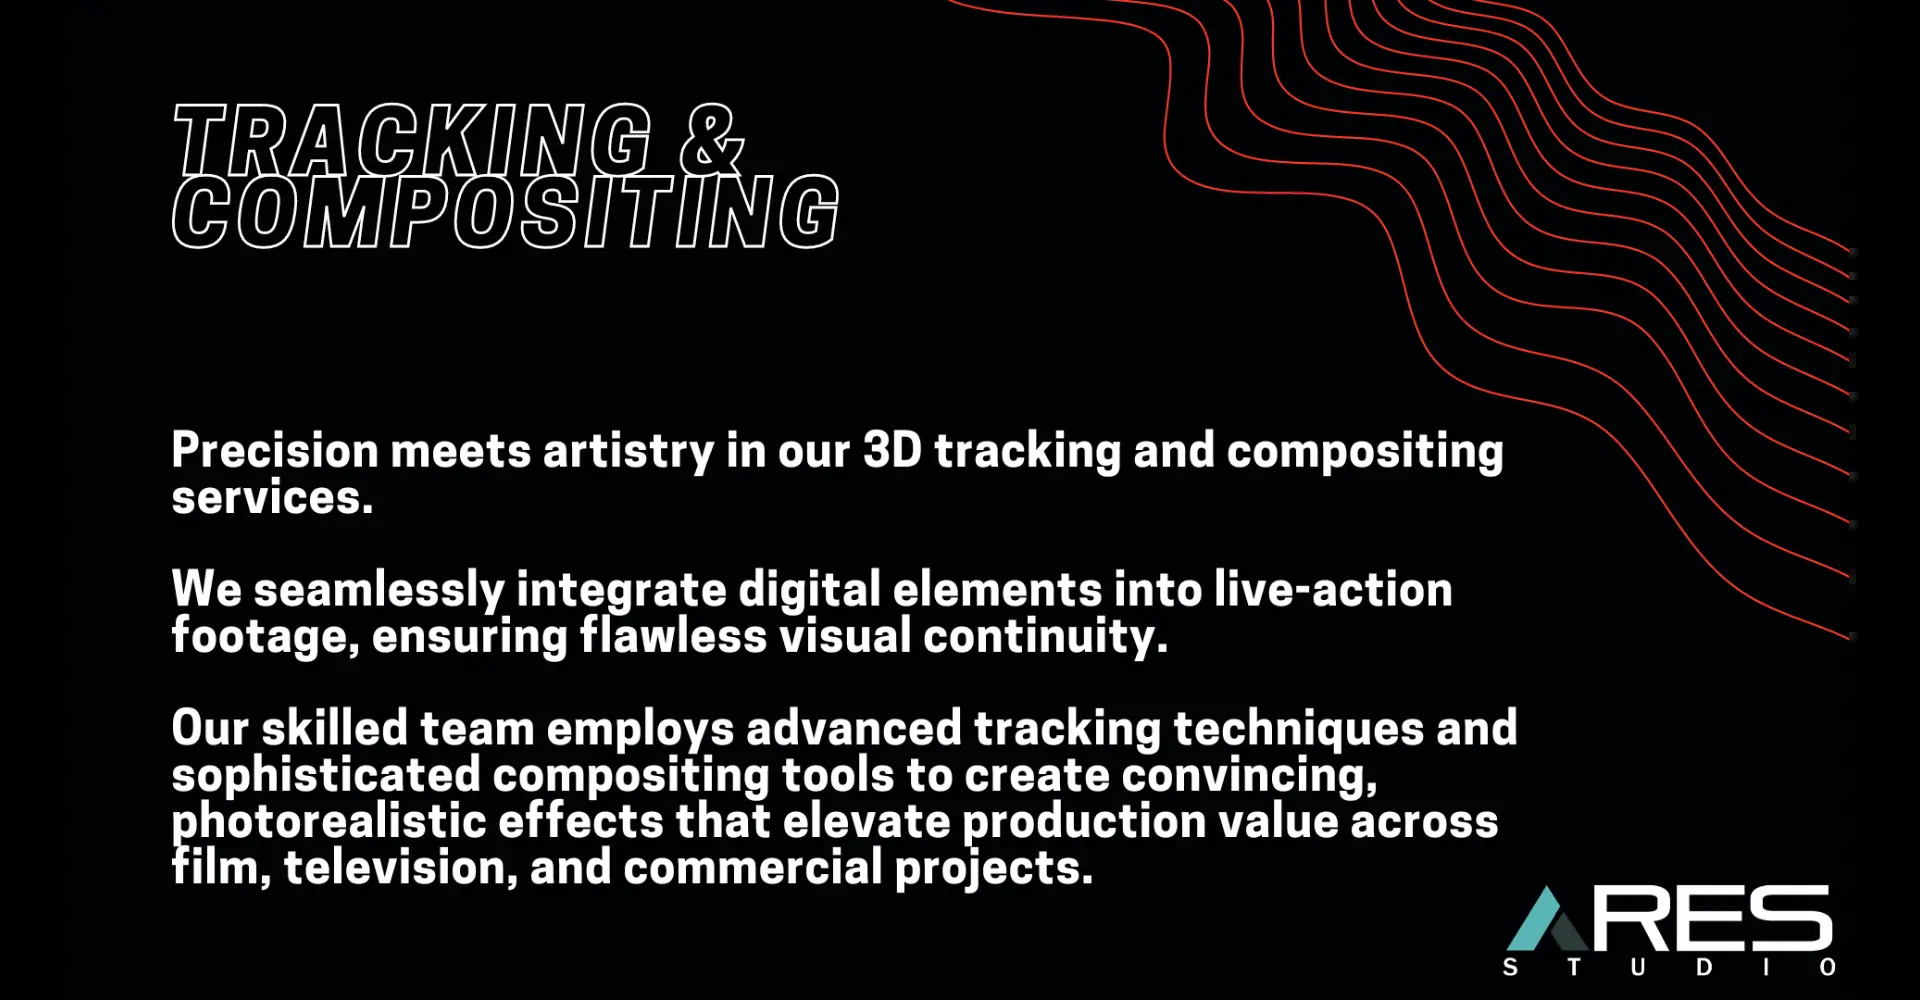 TRACKING &
COMPOSITING
Precision meets artistry in our 3D tracking and compositing
services.
We seamlessly integrate digital elements into live-action
footage, ensuring flawless visual continuity.
Our skilled team employs advanced tracking techniques and
sophisticated compositing tools to create convincing,
photorealistic effects that elevate production value across
film, television, and commercial projects.
ARES
STUDIO